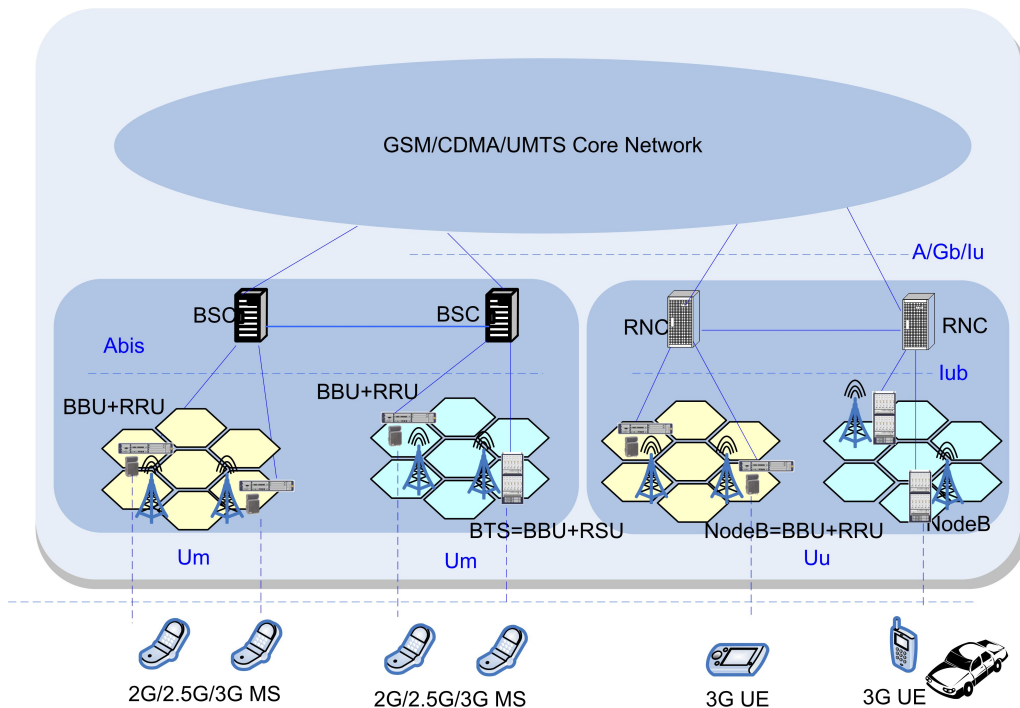 GSM/CDMA/UMTS Core Network
A/Gb/Iu
BSC
BSC
RNC
RNC
Abis
Iub
BBU+RRU
BBU+RRU
BTS=BBU+RSU
NodeB=BBU+RRU
NodeB
Um
Um
Uu
2G/2.5G/3G MS
2G/2.5G/3G MS
3G UE
3G UE